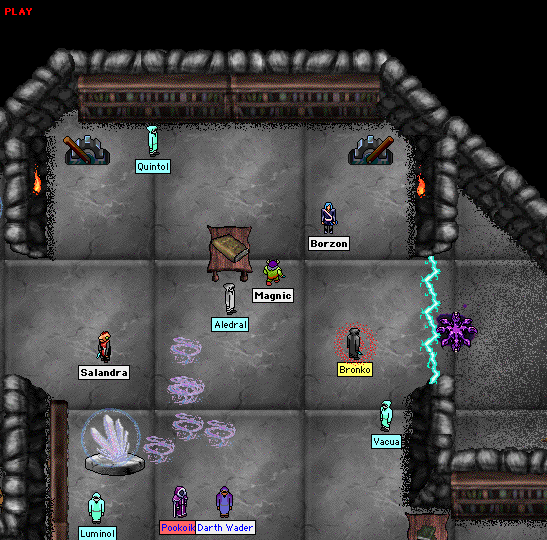 PLAY
Quintol
Borzon
Magnic
Aledral
Salandra
Bronko
Vacua
Luminol
Pookoik
Darth Wader